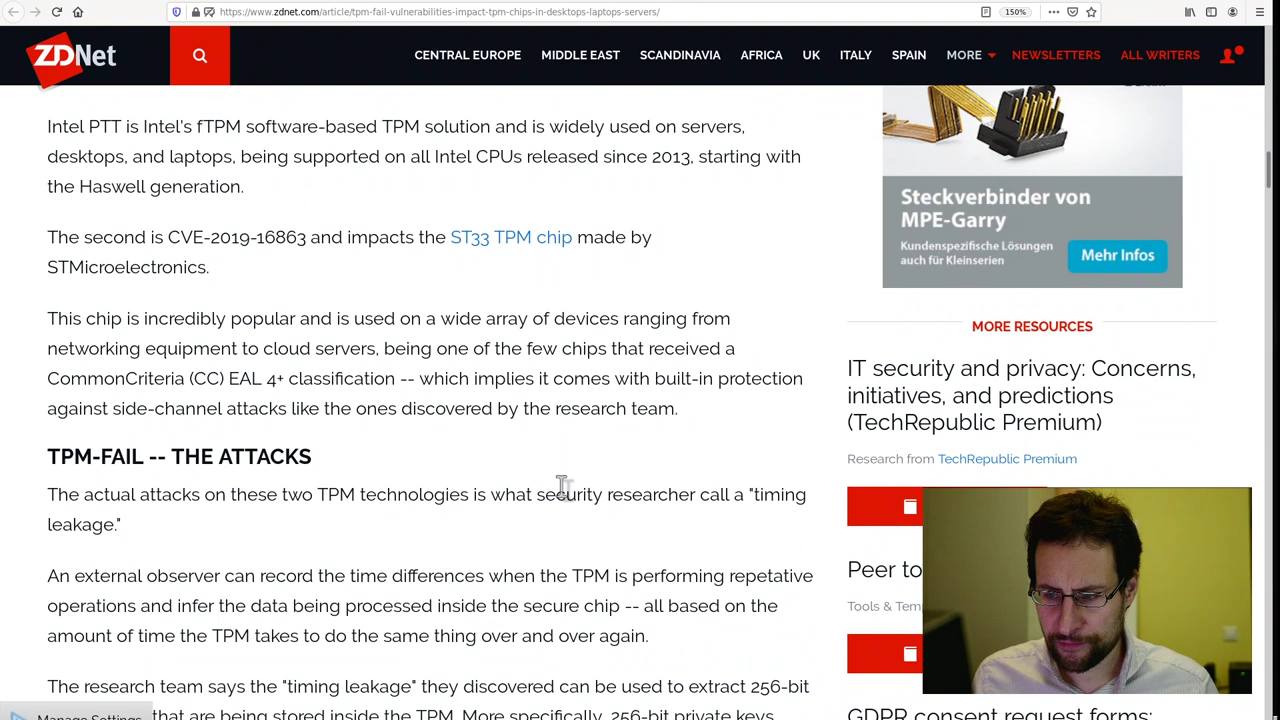 https://www.zdnet.com/article/tpm-fail-vulnerabilities-impact-tpm-chips-in-desktops-laptops-servers/
150%
ZDNet
CENTRAL EUROPE
MIDDLE EAST
SCANDINAVIA
AFRICA
UK
ITALY
SPAIN
MORE
NEWSLETTERS
ALL WRITERS
Intel PTT is Intel's fTPM software-based TPM solution and is widely used on servers,
desktops, and laptops, being supported on all Intel CPUs released since 2013, starting with
the Haswell generation.
The second is CVE-2019-16863 and impacts the ST33 TPM chip made by
STMicroelectronics.
This chip is incredibly popular and is used on a wide array of devices ranging from
networking equipment to cloud servers, being one of the few chips that received a
CommonCriteria (CC) EAL 4+ classification -- which implies it comes with built-in protection
against side-channel attacks like the ones discovered by the research team.
TPM-FAIL -- THE ATTACKS
The actual attacks on these two TPM technologies is what security researcher call a "timing
leakage."
An external observer can record the time differences when the TPM is performing repetative
operations and infer the data being processed inside the secure chip -- all based on the
amount of time the TPM takes to do the same thing over and over again.
The research team says the "timing leakage" they discovered can be used to extract 256-bit
that are being stored inside the TPM. More specifically, 256-bit private keys
Manage Settings
Steckverbinder von
MPE-Garry
Kundenspezifische Lösungen
auch für Kleinserien
Mehr Infos
MORE RESOURCES
IT security and privacy: Concerns,
initiatives, and predictions
(TechRepublic Premium)
Research from TechRepublic Premium
Peer to
Tools &
GDPR consent request forms: